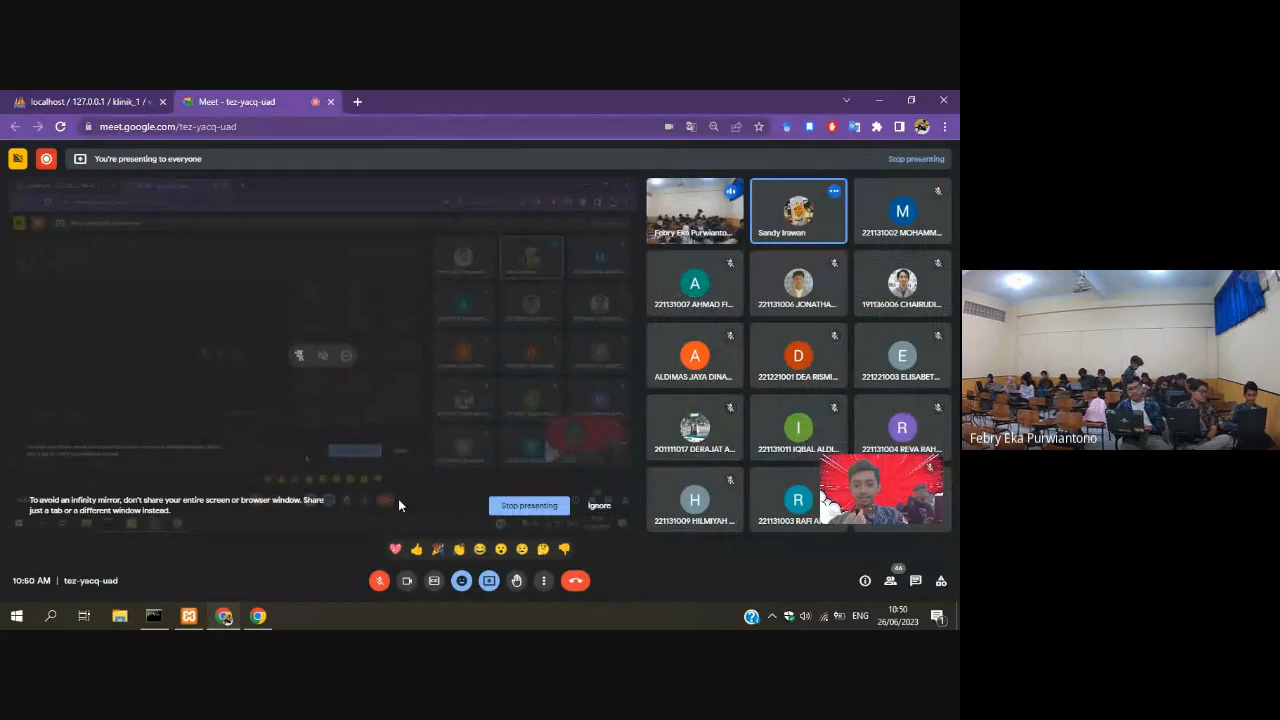 localhost / 127.0.0.1 / klinik_1 /
Meet - tez-yacq-uad
meet.google.com/tez-yacq-uad
You're presenting to everyone
Stop presenting
Febry Eka Purwianto...
Sandy Irawan
M
221131002 MOHAMM...
A
221131007 AHMAD FI...
221131006 JONATHA...
191136006 CHAIRUDI...
A
ALDIMAS JAYA DINA...
D
221221001 DEA RISMI...
E
221221003 ELISABET...
201111017 DERAJAT A...
I
221131011 IQBAL ALDI...
R
221131004 REVA RAH...
H
221131009 HILMIYAH ...
R
221131003 RAFI
To avoid an infinity mirror, don't share your entire screen or browser window. Share
just a tab or a different window instead.
Stop presenting
Ignore
10:50 AM | tez-yacq-uad
46
ENG
10:50
26/06/2023
1
Febry Eka Purwiantono